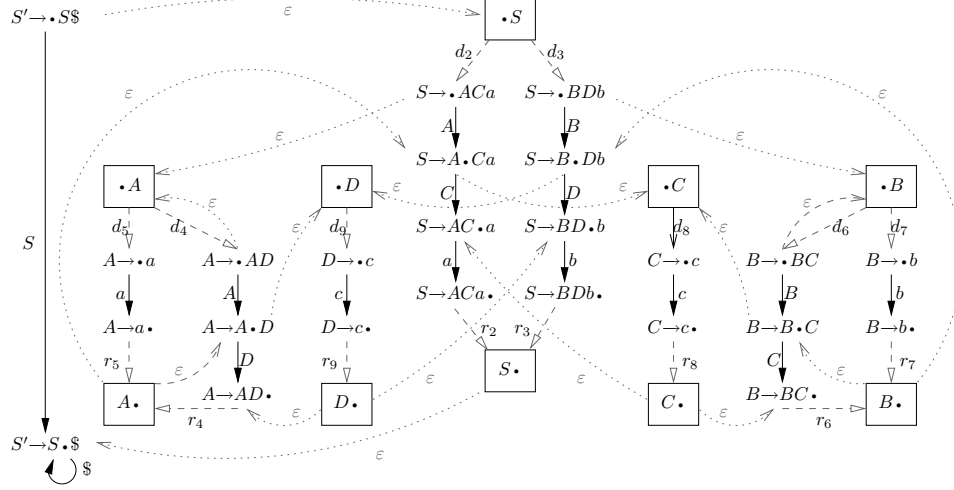 S′→•S$ ε •S
d2 d3
ε S→•ACa S→•BDb ε
ε A B ε
S→A•Ca S→B•Db
•A ε •D ε C D ε •C ε •B
d5 d4 ε d9 S→AC•a S→BD•b d8 ε d6 d7
S A→•a A→•AD D→•c a b C→•c B→•BC B→•b
a A c S→ACa• S→BDb• c B b
A→a• A→A•D D→c• r2 r3 C→c• B→B•C B→b•
r5 ε D r9 S• r8 C ε r7
A• A→AD• ε D• ε ε C• ε B→BC• B•
r4 r6
S′→S•$ ε
$